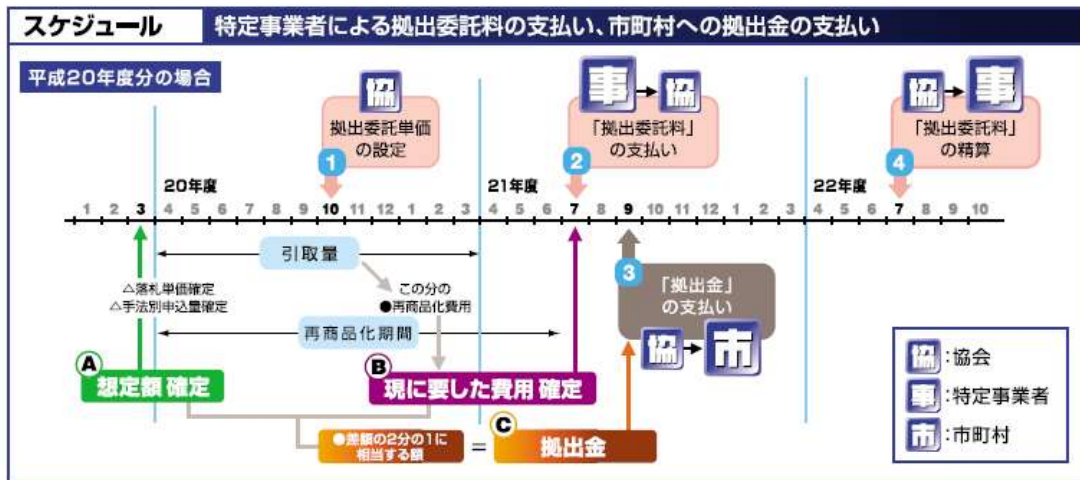 スケジュール
特定事業者による拠出委託料の支払い、市町村への拠出金の支払い
平成20年度分の場合
協
拠出委託単価
の設定
1
事 協
「拠出委託料」
の支払い
2
協 事
「拠出委託料」
の精算
4
20年度 21年度 22年度
1 2 3 4 5 6 7 8 9 10 11 12 1 2 3 4 5 6 7 8 9 10 11 12 1 2 3 4 5 6 7 8 9 10
引取量
△落札単価確定
△手法別申込量確定
この分の
●再商品化費用
再商品化期間
3
「拠出金」
の支払い
協 市
A
想定額 確定
B
現に要した費用 確定
●差額の2分の1に
相当する額
=
C
拠出金
協:協会
事:特定事業者
市:市町村